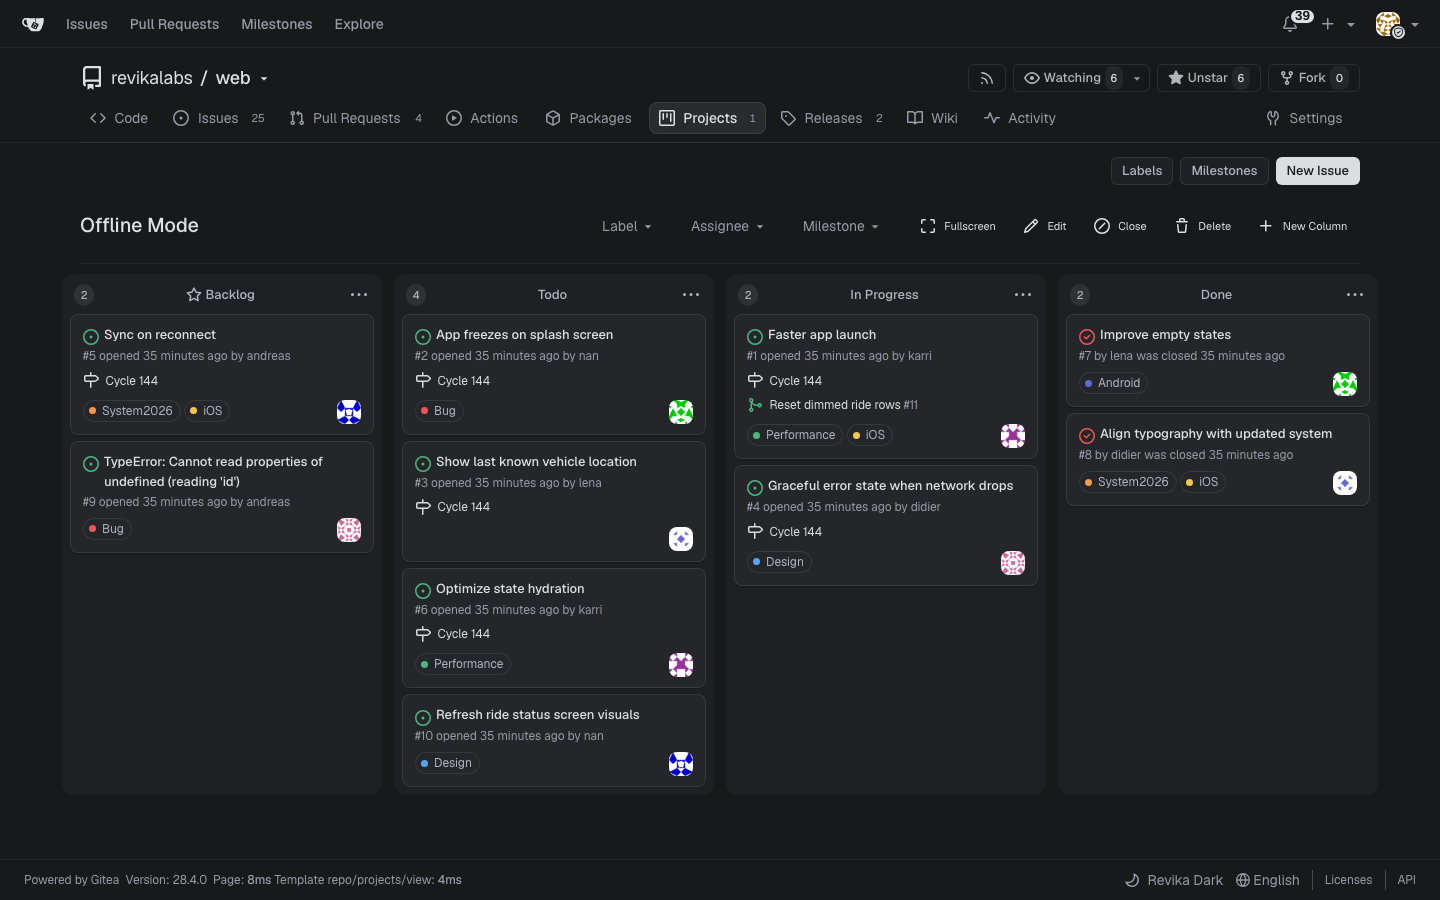 Issues Pull Requests Milestones Explore 39
revikalabs / web Watching 6 Unstar 6 Fork 0
Code Issues 25 Pull Requests 4 Actions Packages Projects 1 Releases 2 Wiki Activity Settings
Labels Milestones New Issue
Offline Mode Label Assignee Milestone Fullscreen Edit Close Delete New Column
2 Backlog
Sync on reconnect
#5 opened 35 minutes ago by andreas
Cycle 144
System2026 iOS
TypeError: Cannot read properties of
undefined (reading 'id')
#9 opened 35 minutes ago by andreas
Bug
4 Todo
App freezes on splash screen
#2 opened 35 minutes ago by nan
Cycle 144
Bug
Show last known vehicle location
#3 opened 35 minutes ago by lena
Cycle 144
Optimize state hydration
#6 opened 35 minutes ago by karri
Cycle 144
Performance
Refresh ride status screen visuals
#10 opened 35 minutes ago by nan
Design
2 In Progress
Faster app launch
#1 opened 35 minutes ago by karri
Cycle 144
Reset dimmed ride rows #11
Performance iOS
Graceful error state when network drops
#4 opened 35 minutes ago by didier
Cycle 144
Design
2 Done
Improve empty states
#7 by lena was closed 35 minutes ago
Android
Align typography with updated system
#8 by didier was closed 35 minutes ago
System2026 iOS
Powered by Gitea Version: 28.4.0 Page: 8ms Template repo/projects/view: 4ms Revika Dark English Licenses API